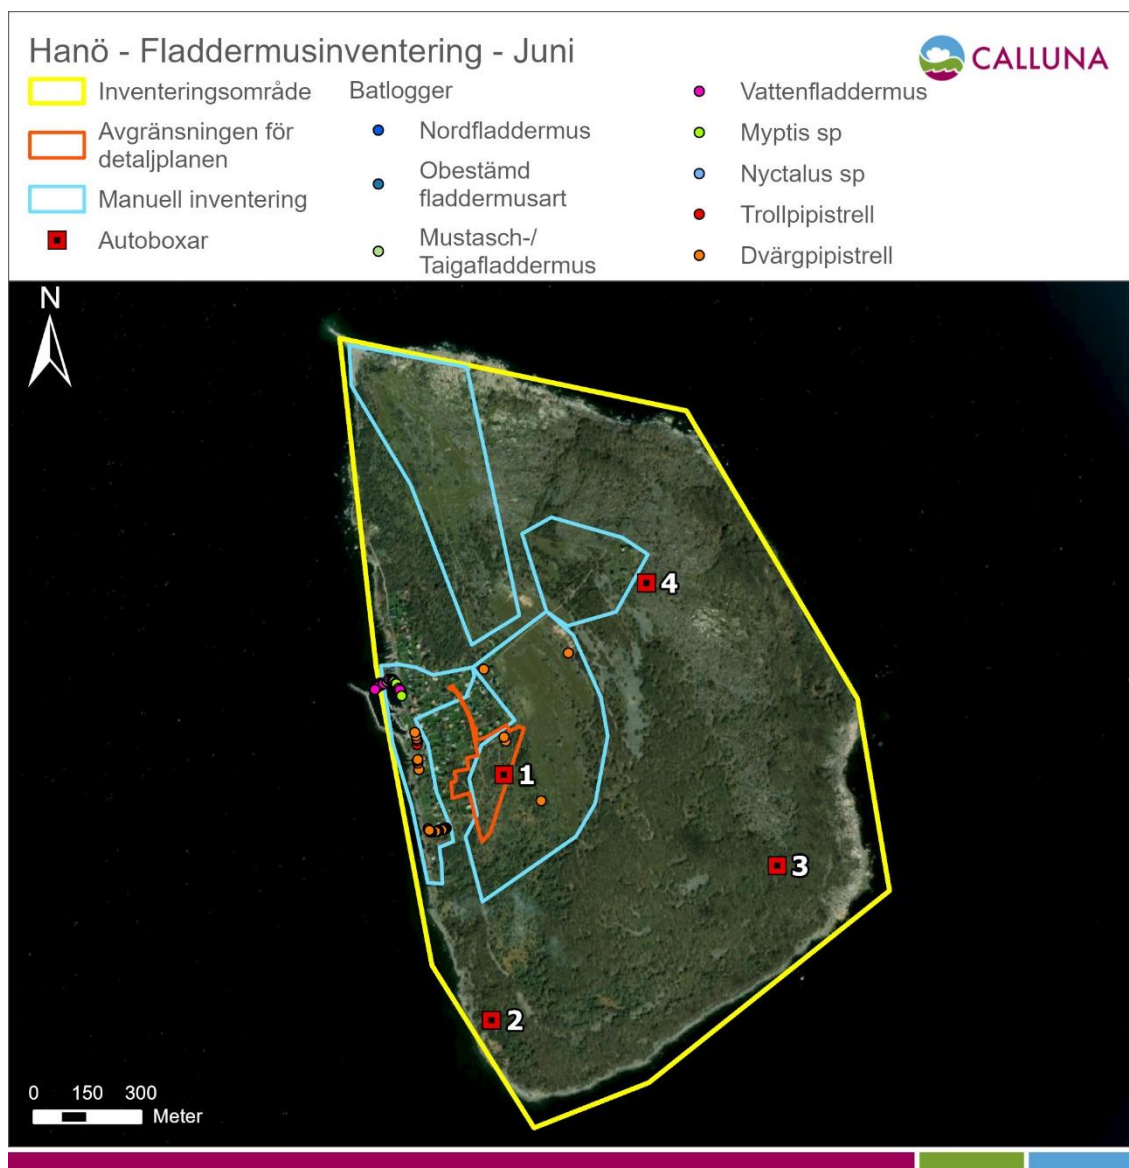 Hanö - Fladdermusinventering - Juni
CALLUNA
Inventeringsområde
Avgränsningen för
detaljplanen
Manuell inventering
Autoboxar
Batlogger
Nordfladdermus
Obestämd
fladdermusart
Mustasch-/
Taigafladdermus
Vattenfladdermus
Myptis sp
Nyctalus sp
Trollpipistrell
Dvärgpipistrell
N
4
1
3
2
0 150 300
Meter